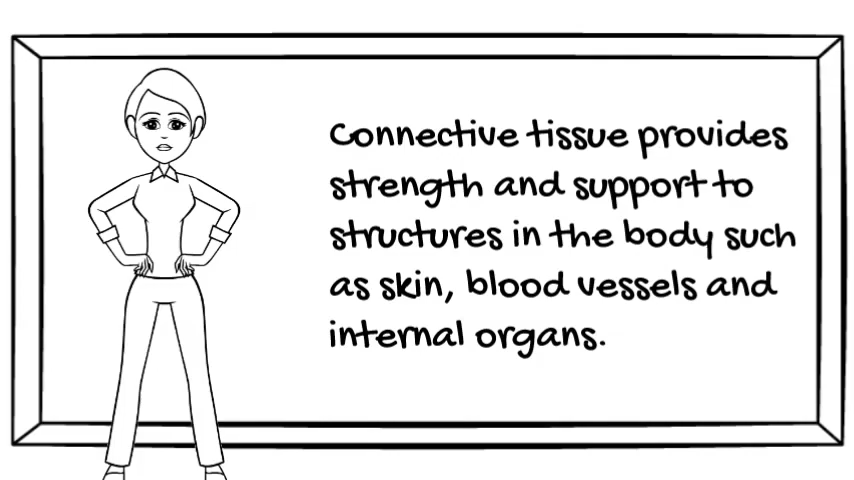 Connective tissue provides
strength and support to
structures in the body such
as skin, blood vessels and
internal organs.